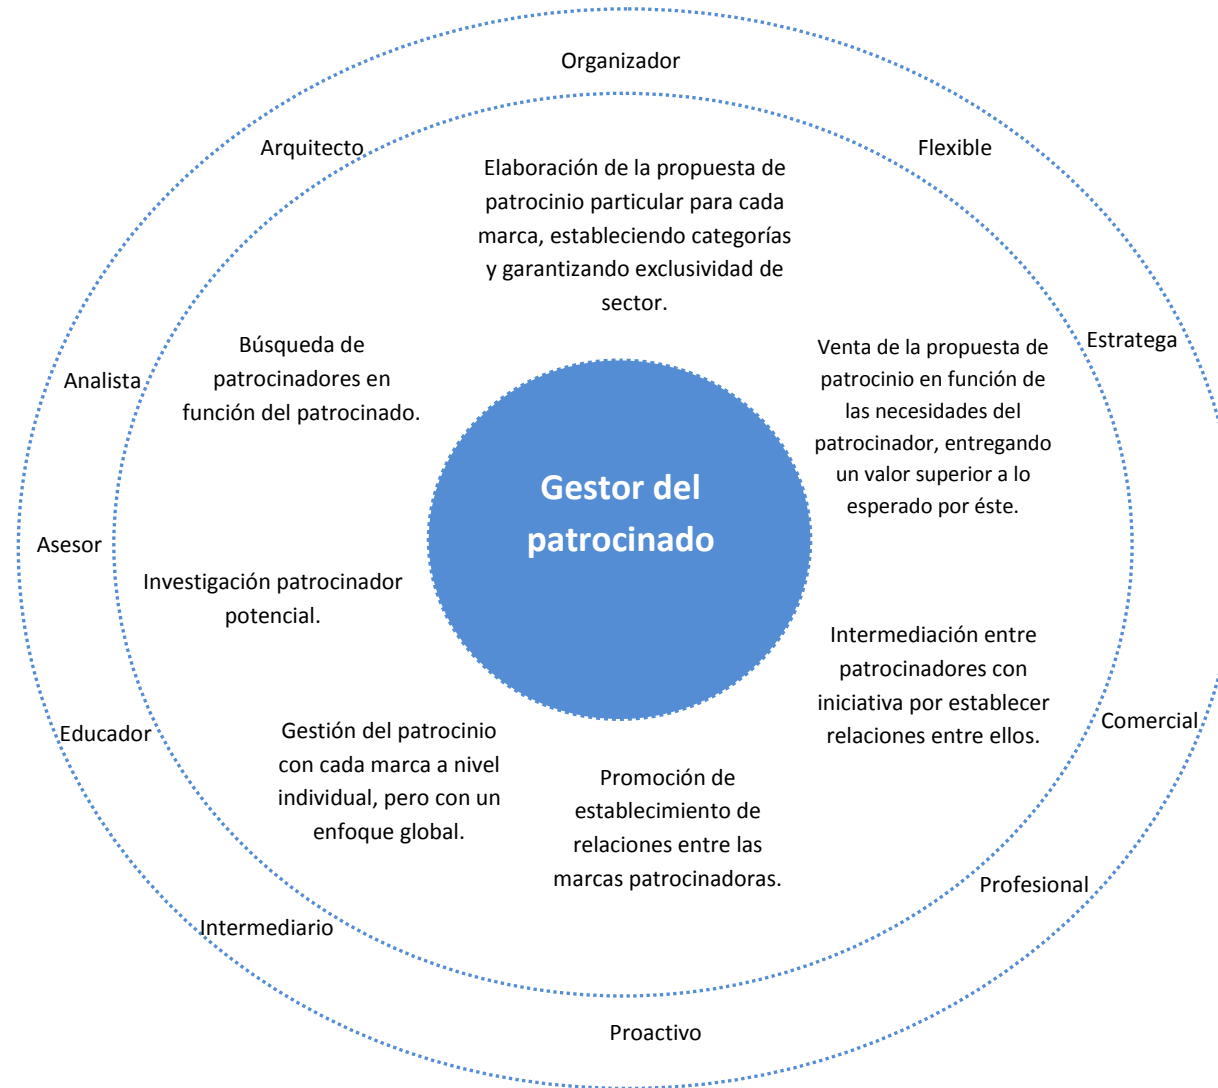 Organizador
Arquitecto
Flexible
Elaboración de la propuesta de
patrocinio particular para cada
marca, estableciendo categorías
y garantizando exclusividad de
sector.
Estratega
Búsqueda de
patrocinadores en
función del patrocinado.
Analista
Venta de la propuesta de
patrocinio en función de
las necesidades del
patrocinador, entregando
un valor superior a lo
esperado por éste.
Gestor del
patrocinado
Asesor
Investigación patrocinador
potencial.
Intermediación entre
patrocinadores con
iniciativa por establecer
relaciones entre ellos.
Comercial
Educador
Gestión del patrocinio
con cada marca a nivel
individual, pero con un
enfoque global.
Promoción de
establecimiento de
relaciones entre las
marcas patrocinadoras.
Profesional
Intermediario
Proactivo